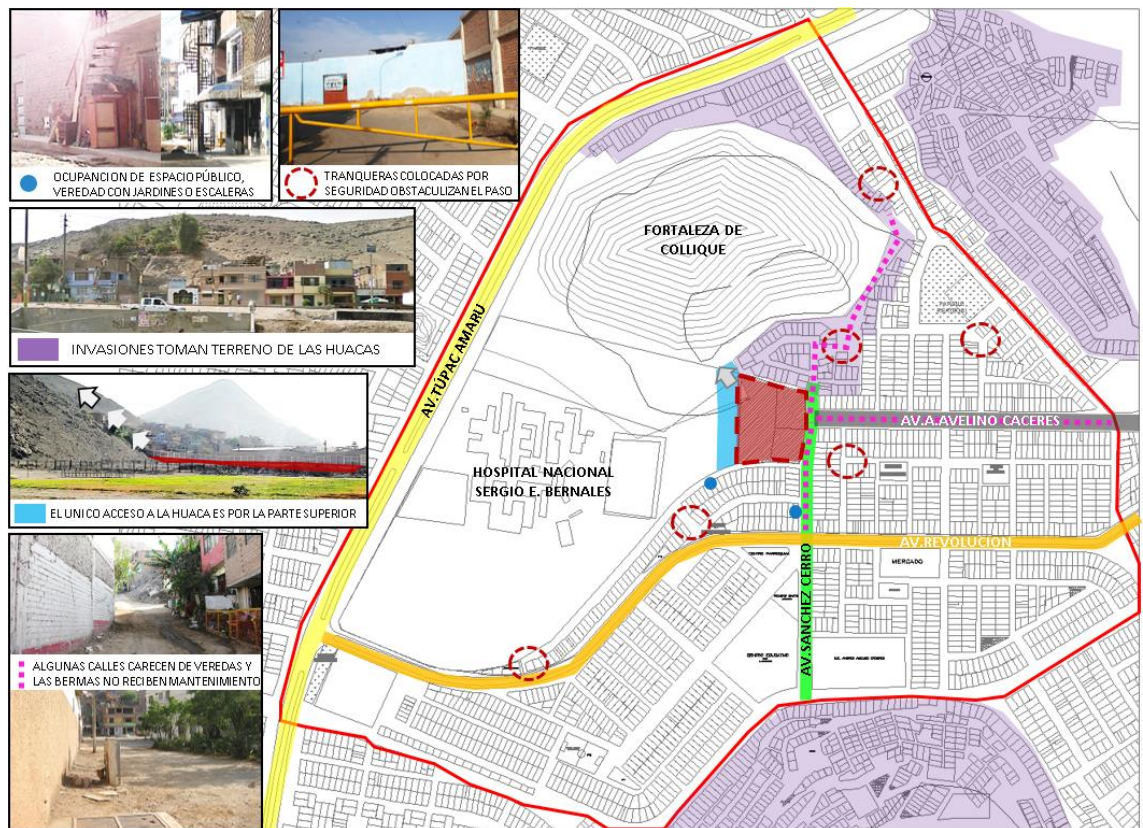 OCUPACION DE ESPACIO PÚBLICO,
VEREDAD CON JARDINES O ESCALERAS
TRANQUERAS COLOCADAS POR
SEGURIDAD OBSTACULIZAN EL PASO
INVASIONES TOMAN TERRENO DE LAS HUACAS
EL UNICO ACCESO A LA HUACA ES POR LA PARTE SUPERIOR
ALGUNAS CALLES CARECEN DE VEREDAS Y
LAS BERMAS NO RECIBEN MANTENIMIENTO
FORTALEZA DE
COLLIQUE
AV.TÚPAC AMARU
HOSPITAL NACIONAL
SERGIO E. BERNALES
AV.A.AVELINO CACERES
AV.REVOLUCION
AV.SANCHEZ CERRO
MERCADO